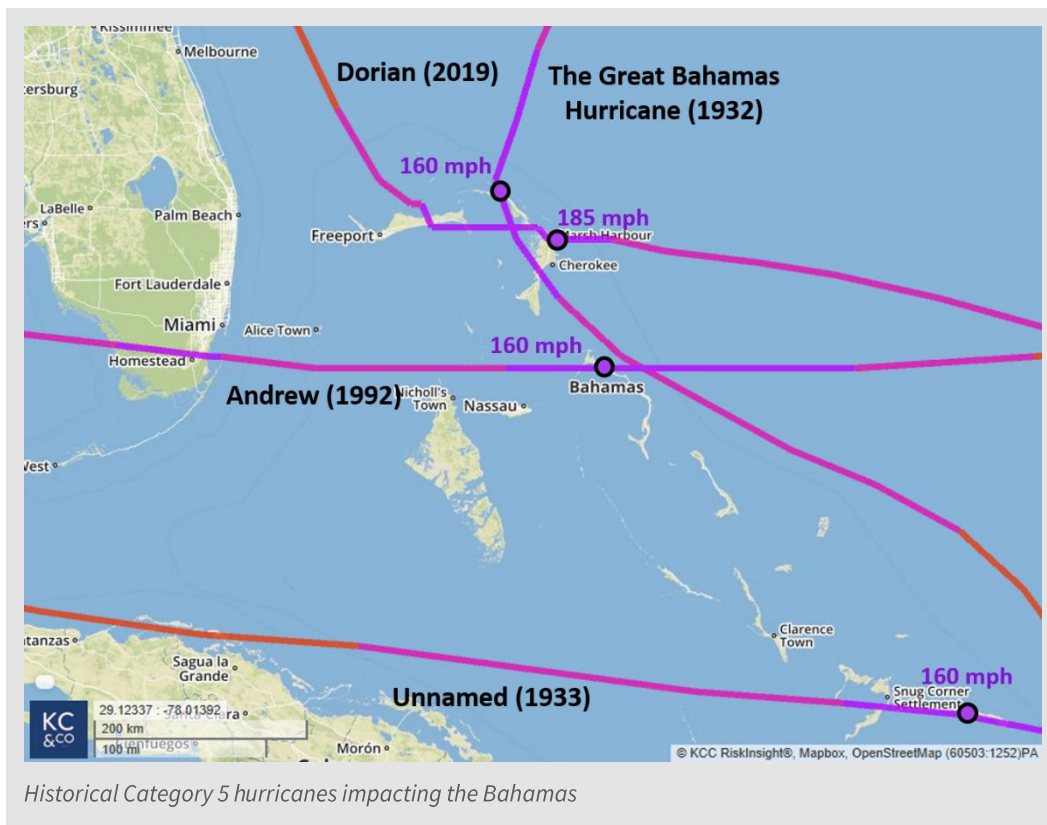 Kissimmee
Melbourne
ersburg
Dorian (2019)
The Great Bahamas
Hurricane (1932)
160 mph
LaBelle
Palm Beach
ers
185 mph
Marsh Harbour
Freeport
Cherokee
Fort Lauderdale
Miami
Alice Town
160 mph
Homestead
Bahamas
Andrew (1992)
Nicholl's
Town
Nassau
West
Clarence
Town
tanzas
Sagua la
Grande
160 mph
Unnamed (1933)
Snug Corner
Settlement
KC
&CO
29.12337 : -78.01392
200 km
100 mi
Cienfuegos
Morón
© KCC RiskInsight®, Mapbox, OpenStreetMap (60503:1252)PA
Historical Category 5 hurricanes impacting the Bahamas